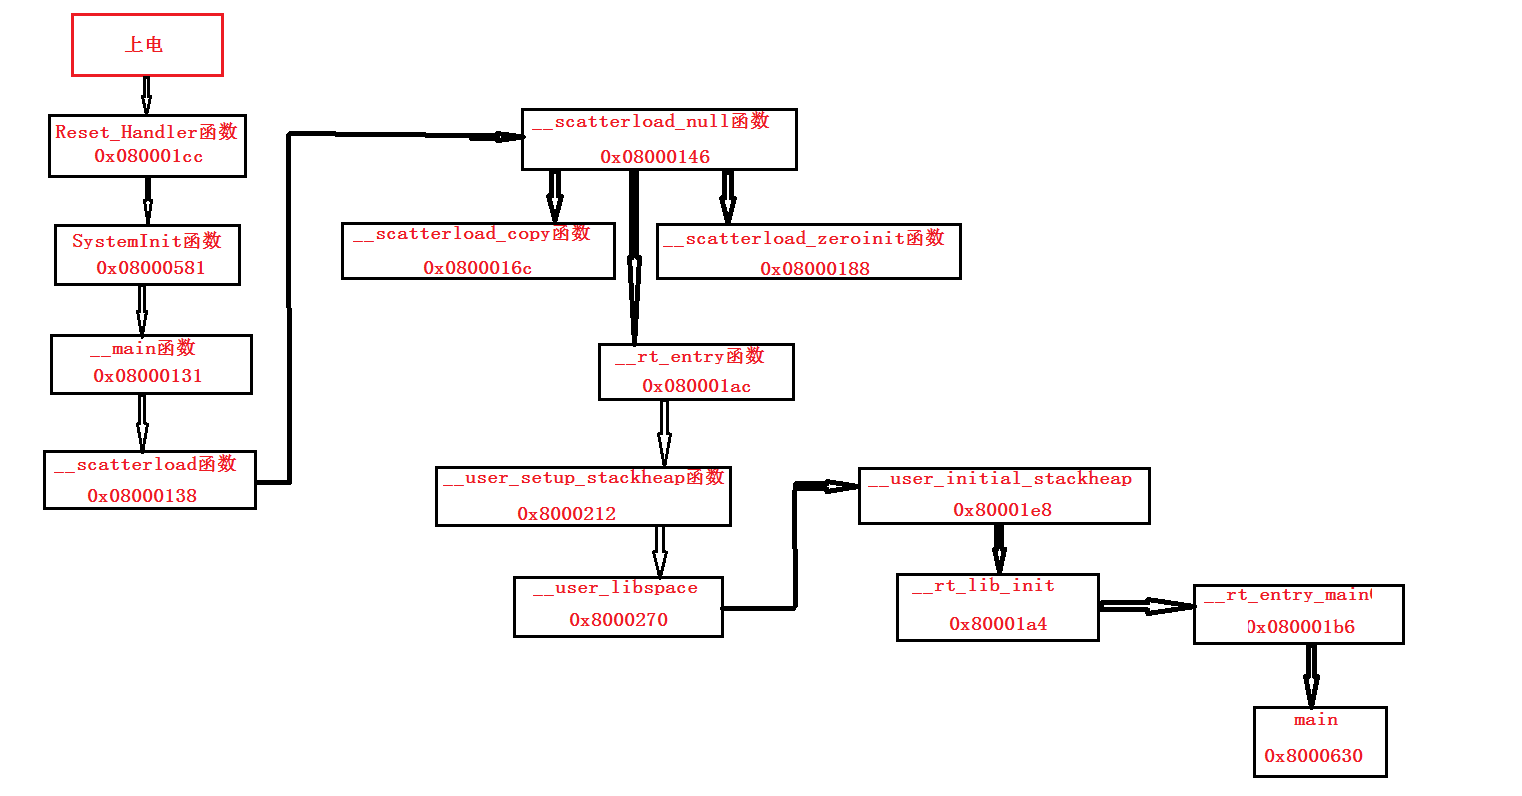 上电
Reset_Handler函数
0x080001cc
SystemInit函数
0x08000581
__main函数
0x08000131
__scatterload函数
0x08000138
__scatterload_null函数
0x08000146
__scatterload_copy函数
0x0800016c
__scatterload_zeroinit函数
0x08000188
__rt_entry函数
0x080001ac
__user_setup_stackheap函数
0x8000212
__user_libspace
0x8000270
__user_initial_stackheap
0x80001e8
__rt_lib_init
0x80001a4
__rt_entry_main
0x080001b6
main
0x8000630